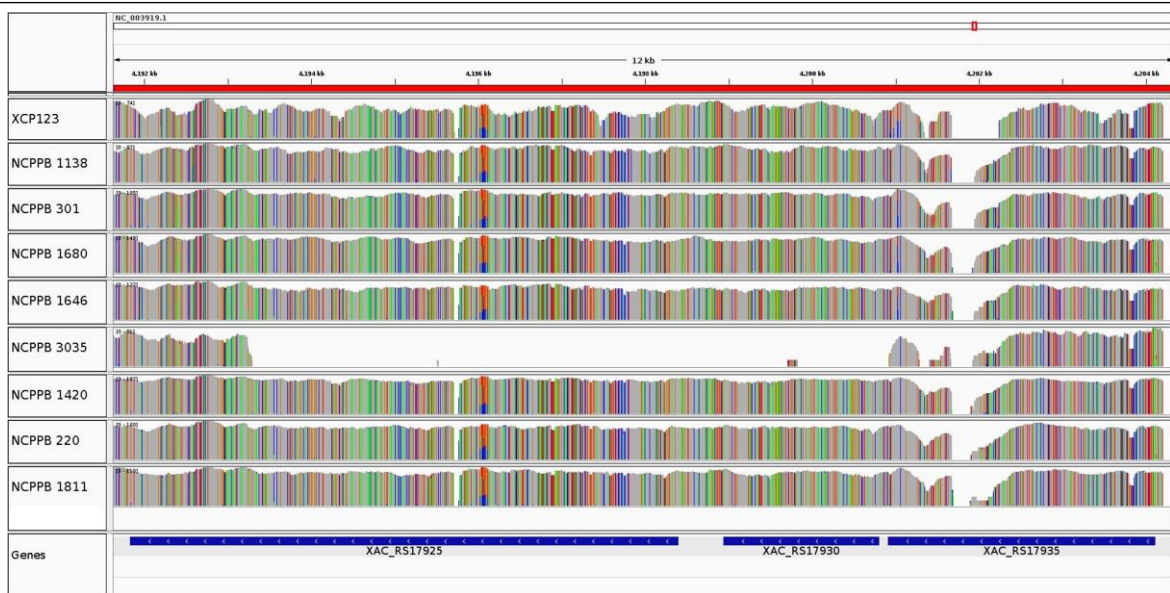 NC_003919.1
12 kb
4,192 kb 4,194 kb 4,196 kb 4,198 kb 4,200 kb 4,202 kb 4,204 kb
XCP123
NCPPB 1138
NCPPB 301
NCPPB 1680
NCPPB 1646
NCPPB 3035
NCPPB 1420
NCPPB 220
NCPPB 1811
Genes
XAC_RS17925 XAC_RS17930 XAC_RS17935